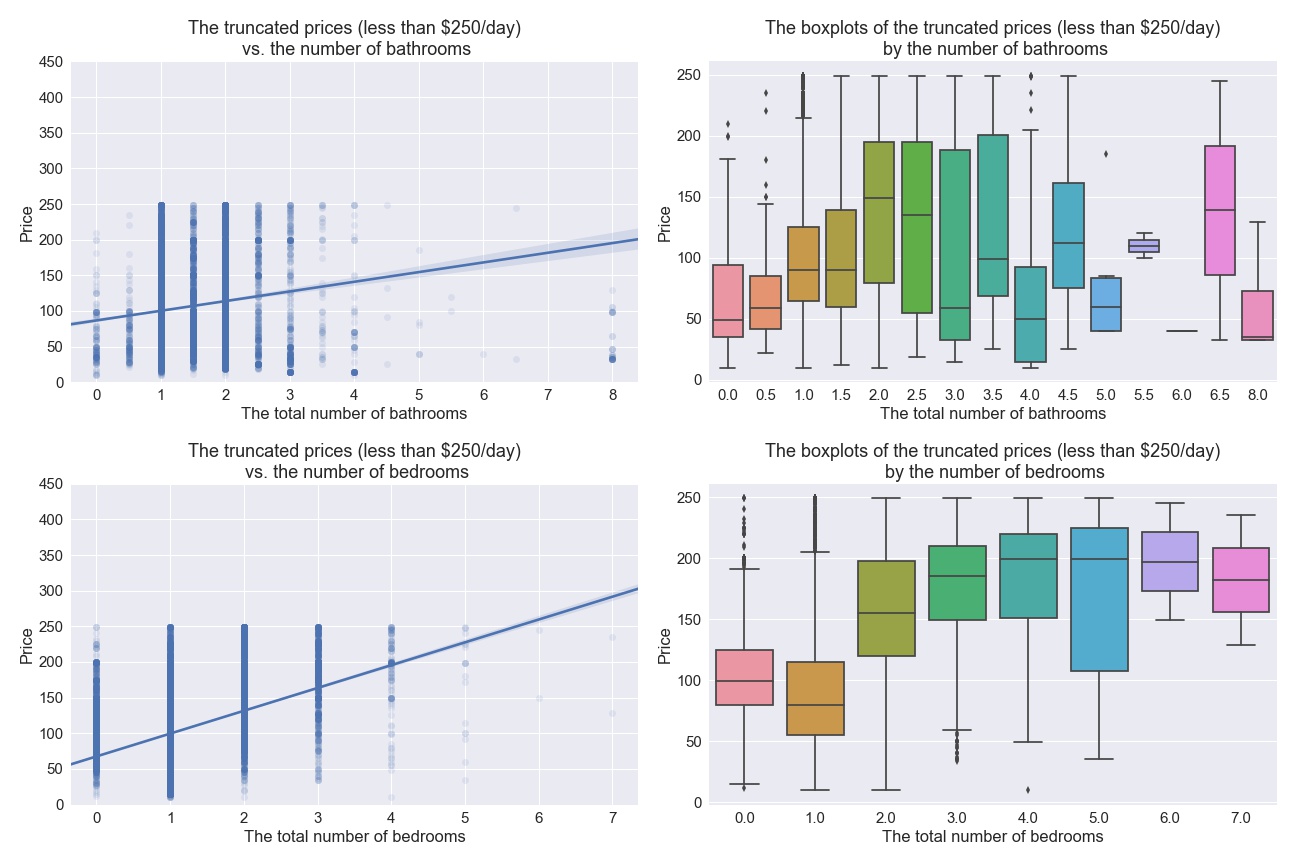 The truncated prices (less than $250/day)
vs. the number of bathrooms
450
400
350
300
250
200
150
100
50
0
Price
0 1 2 3 4 5 6 7 8
The total number of bathrooms
The boxplots of the truncated prices (less than $250/day)
by the number of bathrooms
250
200
150
100
50
0
Price
0.0 0.5 1.0 1.5 2.0 2.5 3.0 3.5 4.0 4.5 5.0 5.5 6.0 6.5 8.0
The total number of bathrooms
The truncated prices (less than $250/day)
vs. the number of bedrooms
450
400
350
300
250
200
150
100
50
0
Price
0 1 2 3 4 5 6 7
The total number of bedrooms
The boxplots of the truncated prices (less than $250/day)
by the number of bedrooms
250
200
150
100
50
0
Price
0.0 1.0 2.0 3.0 4.0 5.0 6.0 7.0
The total number of bedrooms